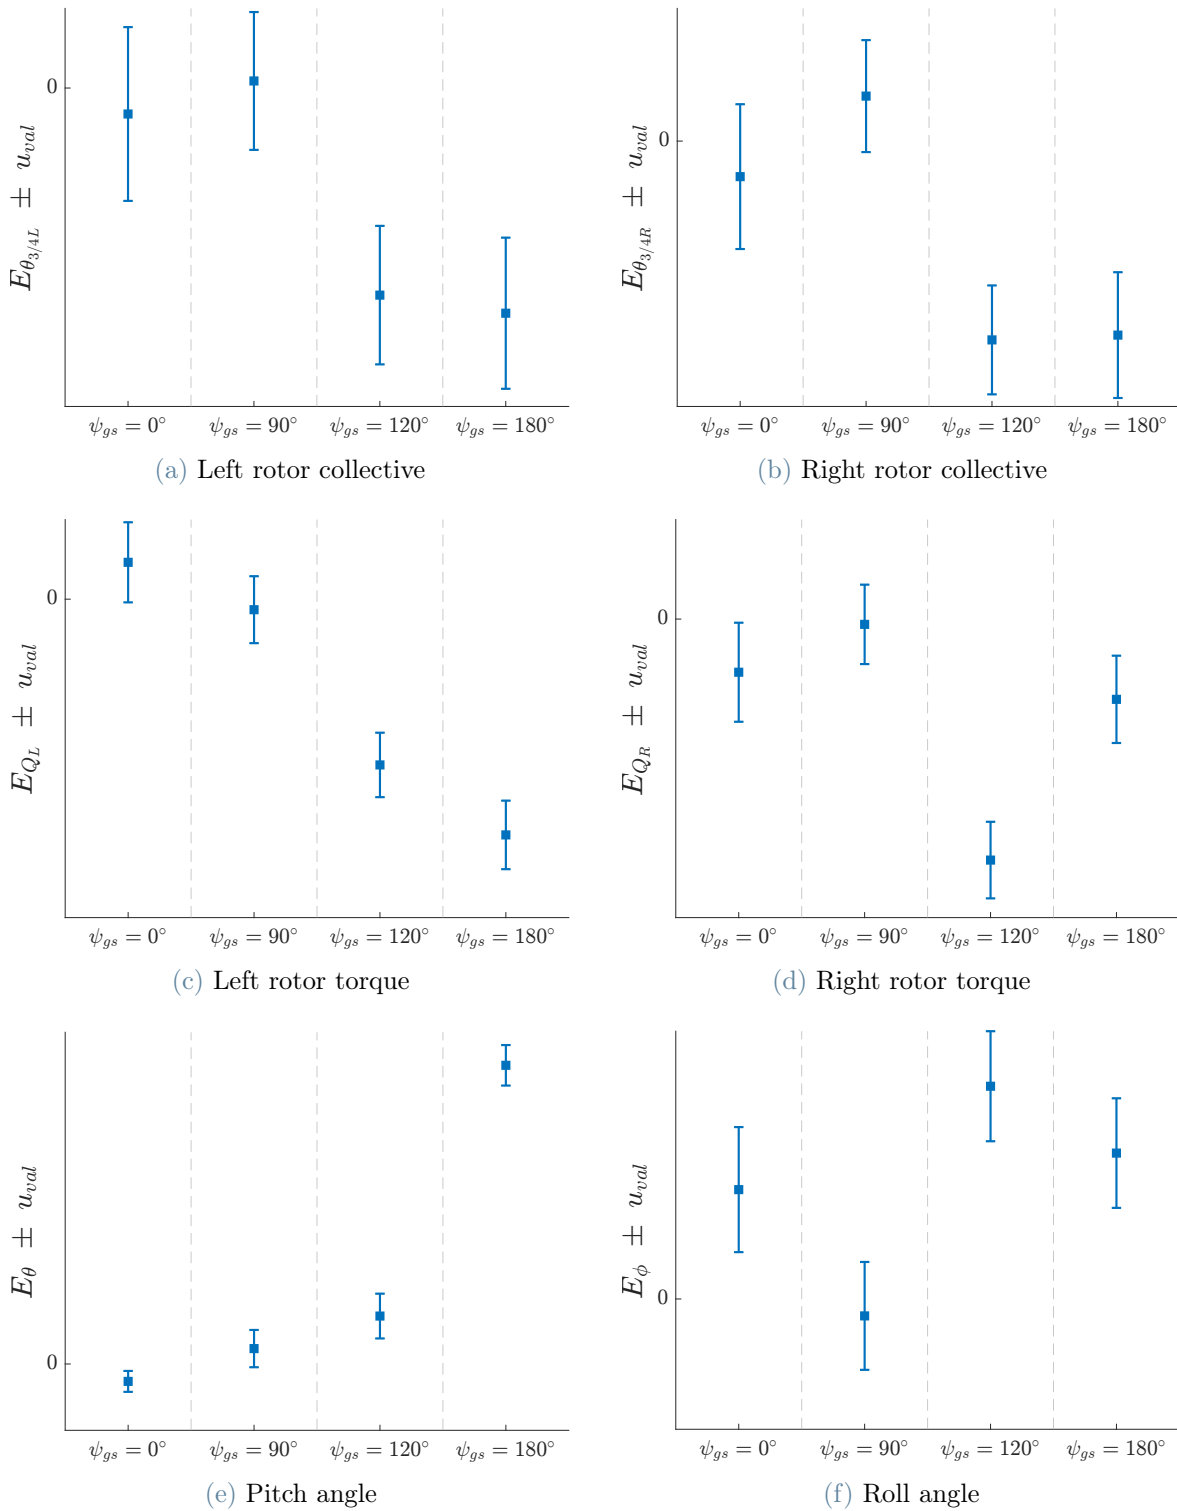 0
E_{θ_{3/4L}} ± u_{val}
ψ_{gs} = 0° ψ_{gs} = 90° ψ_{gs} = 120° ψ_{gs} = 180°
(a) Left rotor collective
0
E_{θ_{3/4R}} ± u_{val}
ψ_{gs} = 0° ψ_{gs} = 90° ψ_{gs} = 120° ψ_{gs} = 180°
(b) Right rotor collective
0
E_{Q_L} ± u_{val}
ψ_{gs} = 0° ψ_{gs} = 90° ψ_{gs} = 120° ψ_{gs} = 180°
(c) Left rotor torque
0
E_{Q_R} ± u_{val}
ψ_{gs} = 0° ψ_{gs} = 90° ψ_{gs} = 120° ψ_{gs} = 180°
(d) Right rotor torque
0
E_θ ± u_{val}
ψ_{gs} = 0° ψ_{gs} = 90° ψ_{gs} = 120° ψ_{gs} = 180°
(e) Pitch angle
0
E_ϕ ± u_{val}
ψ_{gs} = 0° ψ_{gs} = 90° ψ_{gs} = 120° ψ_{gs} = 180°
(f) Roll angle